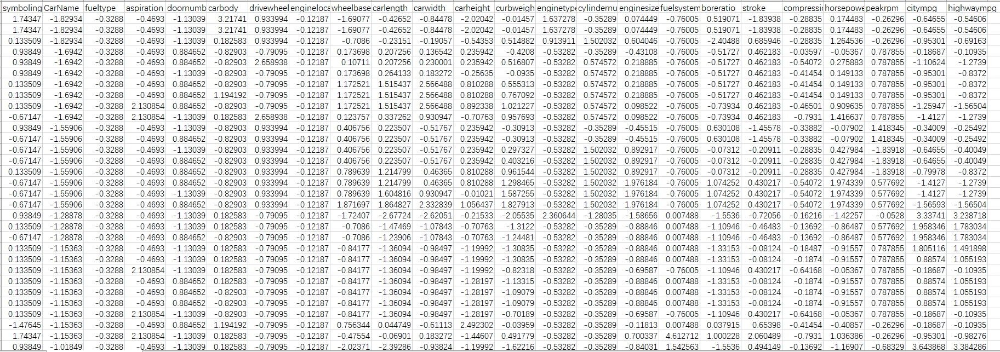 symboling CarName fueltype aspiration doornumb carbody drivewheel engineloca wheelbase carlength carwidth carheight curbweigh enginetype cylindernu enginesize fuelsystem boreratio stroke compressi horsepowe peakrpm citympg highwaympg
1.74347 -1.82934 -0.3288 -0.4693 -1.13039 3.21741 0.933994 -0.12187 -1.69077 -0.42652 -0.84478 -2.02042 -0.01457 1.637278 -0.35289 0.074449 -0.76005 0.519071 -1.83938 -0.28835 0.174483 -0.26296 -0.64655 -0.54606
1.74347 -1.82934 -0.3288 -0.4693 -1.13039 3.21741 0.933994 -0.12187 -1.69077 -0.42652 -0.84478 -2.02042 -0.01457 1.637278 -0.35289 0.074449 -0.76005 0.519071 -1.83938 -0.28835 0.174483 -0.26296 -0.64655 -0.54606
0.133509 -1.82934 -0.3288 -0.4693 -1.13039 0.182583 0.933994 -0.12187 -0.7086 -0.23151 -0.19057 -0.54353 0.514882 0.913911 1.502032 0.604046 -0.76005 -2.40488 0.685946 -0.28835 1.264536 -0.26296 -0.95301 -0.69163
0.93849 -1.6942 -0.3288 -0.4693 0.884652 -0.82903 -0.79095 -0.12187 0.173698 0.207256 0.136542 0.235942 -0.4208 -0.53282 -0.35289 -0.43108 -0.76005 -0.51727 0.462183 -0.03597 -0.05367 0.787855 -0.18687 -0.10935
0.93849 -1.6942 -0.3288 -0.4693 0.884652 -0.82903 2.658938 -0.12187 0.10711 0.207256 0.230001 0.235942 0.516807 -0.53282 0.574572 0.218885 -0.76005 -0.51727 0.462183 -0.54072 0.275883 0.787855 -1.10624 -1.2739
0.93849 -1.6942 -0.3288 -0.4693 -1.13039 -0.82903 -0.79095 -0.12187 0.173698 0.264133 0.183272 -0.25635 -0.0935 -0.53282 0.574572 0.218885 -0.76005 -0.51727 0.462183 -0.41454 0.149133 0.787855 -0.95301 -0.8372
0.133509 -1.6942 -0.3288 -0.4693 0.884652 -0.82903 -0.79095 -0.12187 1.172521 1.515437 2.566488 0.810288 0.555313 -0.53282 0.574572 0.218885 -0.76005 -0.51727 0.462183 -0.41454 0.149133 0.787855 -0.95301 -0.8372
0.133509 -1.6942 -0.3288 -0.4693 0.884652 1.194192 -0.79095 -0.12187 1.172521 1.515437 2.566488 0.810288 0.767092 -0.53282 0.574572 0.218885 -0.76005 -0.51727 0.462183 -0.41454 0.149133 0.787855 -0.95301 -0.8372
0.133509 -1.6942 -0.3288 2.130854 0.884652 -0.82903 -0.79095 -0.12187 1.172521 1.515437 2.566488 0.892338 1.021227 -0.53282 0.574572 0.098522 -0.76005 -0.73934 0.462183 -0.46501 0.909635 0.787855 -1.25947 -1.56504
-0.67147 -1.6942 -0.3288 2.130854 -1.13039 0.182583 2.658938 -0.12187 0.123757 0.337262 0.930947 -0.70763 0.957693 -0.53282 0.574572 0.098522 -0.76005 -0.73934 0.462183 -0.7931 1.416637 0.787855 -1.4127 -1.2739
0.93849 -1.55906 -0.3288 -0.4693 -1.13039 -0.82903 0.933994 -0.12187 0.406756 0.223507 -0.51767 0.235942 -0.30913 -0.53282 -0.35289 -0.45515 -0.76005 0.630108 -1.45578 -0.33882 -0.07902 1.418345 -0.34009 -0.25492
-0.67147 -1.55906 -0.3288 -0.4693 0.884652 -0.82903 0.933994 -0.12187 0.406756 0.223507 -0.51767 0.235942 -0.30913 -0.53282 -0.35289 -0.45515 -0.76005 0.630108 -1.45578 -0.33882 -0.07902 1.418345 -0.34009 -0.25492
-0.67147 -1.55906 -0.3288 -0.4693 -1.13039 -0.82903 0.933994 -0.12187 0.406756 0.223507 -0.51767 0.235942 0.297327 -0.53282 1.502032 0.892917 -0.76005 -0.07312 -0.20911 -0.28835 0.427984 -1.83918 -0.64655 -0.40049
-0.67147 -1.55906 -0.3288 -0.4693 0.884652 -0.82903 0.933994 -0.12187 0.406756 0.223507 -0.51767 0.235942 0.403216 -0.53282 1.502032 0.892917 -0.76005 -0.07312 -0.20911 -0.28835 0.427984 -1.83918 -0.64655 -0.40049
0.133509 -1.55906 -0.3288 -0.4693 0.884652 -0.82903 0.933994 -0.12187 0.789639 1.214799 0.46365 0.810288 0.961544 -0.53282 1.502032 0.892917 -0.76005 -0.07312 -0.20911 -0.28835 0.427984 -1.83918 -0.79978 -0.8372
-0.67147 -1.55906 -0.3288 -0.4693 0.884652 -0.82903 0.933994 -0.12187 0.789639 1.214799 0.46365 0.810288 1.298465 -0.53282 1.502032 1.976184 -0.76005 1.074252 0.430217 -0.54072 1.974339 0.577692 -1.4127 -1.2739
-0.67147 -1.55906 -0.3288 -0.4693 -1.13039 -0.82903 0.933994 -0.12187 0.789639 1.604816 0.930947 -0.01021 1.587255 -0.53282 1.502032 1.976184 -0.76005 1.074252 0.430217 -0.54072 1.974339 0.577692 -1.4127 -1.2739
-0.67147 -1.55906 -0.3288 -0.4693 0.884652 -0.82903 0.933994 -0.12187 1.871697 1.864827 2.332839 1.056437 1.827913 -0.53282 1.502032 1.976184 -0.76005 1.074252 0.430217 -0.54072 1.974339 0.577692 -1.56593 -1.56504
0.93849 -1.28878 -0.3288 -0.4693 -1.13039 0.182583 -0.79095 -0.12187 -1.72407 -2.67724 -2.62051 -0.21533 -2.05535 2.360644 -1.28035 -1.58656 0.007488 -1.5536 -0.72056 -0.16216 -1.42257 -0.0528 3.33741 3.238718
0.133509 -1.28878 -0.3288 -0.4693 -1.13039 0.182583 -0.79095 -0.12187 -0.7086 -1.47469 -1.07843 -0.70763 -1.3122 -0.53282 -0.35289 -0.88846 0.007488 -1.10946 -0.46483 -0.13692 -0.86487 0.577692 1.958346 1.783034
-0.67147 -1.28878 -0.3288 -0.4693 0.884652 -0.82903 -0.79095 -0.12187 -0.7086 -1.23906 -1.07843 -0.70763 -1.24481 -0.53282 -0.35289 -0.88846 0.007488 -1.10946 -0.46483 -0.13692 -0.86487 0.577692 1.958346 1.783034
0.133509 -1.15363 -0.3288 -0.4693 -1.13039 0.182583 -0.79095 -0.12187 -0.84177 -1.36094 -0.98497 -1.19992 -1.30835 -0.53282 -0.35289 -0.88846 0.007488 -1.33153 -0.08124 -0.18487 -0.91557 0.787855 1.805116 1.491898
0.133509 -1.15363 -0.3288 -0.4693 -1.13039 0.182583 -0.79095 -0.12187 -0.84177 -1.36094 -0.98497 -1.19992 -1.30835 -0.53282 -0.35289 -0.88846 0.007488 -1.33153 -0.08124 -0.1874 -0.91557 0.787855 0.88574 1.055193
0.133509 -1.15363 -0.3288 2.130854 -1.13039 0.182583 -0.79095 -0.12187 -0.84177 -1.36094 -0.98497 -1.19992 -0.82318 -0.53282 -0.35289 -0.69587 -0.76005 -1.10946 0.430217 -0.64168 -0.05367 0.787855 -0.18687 -0.10935
0.133509 -1.15363 -0.3288 -0.4693 0.884652 0.182583 -0.79095 -0.12187 -0.84177 -1.36094 -0.98497 -1.28197 -1.13315 -0.53282 -0.35289 -0.88846 0.007488 -1.33153 -0.08124 -0.1874 -0.91557 0.787855 0.88574 1.055193
0.133509 -1.15363 -0.3288 -0.4693 0.884652 -0.82903 -0.79095 -0.12187 -0.84177 -1.36094 -0.98497 -1.28197 -1.09079 -0.53282 -0.35289 -0.88846 0.007488 -1.33153 -0.08124 -0.1874 -0.91557 0.787855 0.88574 1.055193
0.133509 -1.15363 -0.3288 -0.4693 0.884652 -0.82903 -0.79095 -0.12187 -0.84177 -1.36094 -0.98497 -1.28197 -1.09079 -0.53282 -0.35289 -0.88846 0.007488 -1.33153 -0.08124 -0.1874 -0.91557 0.787855 0.88574 1.055193
0.133509 -1.15363 -0.3288 2.130854 -1.13039 -0.82903 -0.79095 -0.12187 -0.84177 -1.36094 -0.98497 -1.28197 -0.70189 -0.53282 -0.35289 -0.69587 -0.76005 -1.10946 0.430217 -0.64168 -0.05367 0.787855 -0.18687 -0.10935
-1.47645 -1.15363 -0.3288 -0.4693 0.884652 1.194192 -0.79095 -0.12187 0.756344 0.044749 -0.61113 2.492302 -0.03959 -0.53282 -0.35289 -0.11813 0.007488 0.037915 0.65398 -0.41454 -0.40857 -0.26296 -0.18687 -0.10935
1.74347 -1.15363 -0.3288 2.130854 -1.13039 0.182583 -0.79095 -0.12187 -0.47554 -0.06901 0.183272 -1.44607 0.491779 -0.53282 -0.35289 0.700337 4.612712 1.000228 2.060489 -0.7931 1.036386 -0.26296 -0.95301 -0.98276
0.93849 -1.01849 -0.3288 -0.4693 -1.13039 0.182583 -0.79095 -0.12187 -2.02371 -2.39286 -0.93824 -1.19992 -1.62216 -0.53282 -0.35289 -0.84031 1.542563 -1.5536 0.494149 -0.13692 -1.16907 -0.68329 3.643868 3.384286